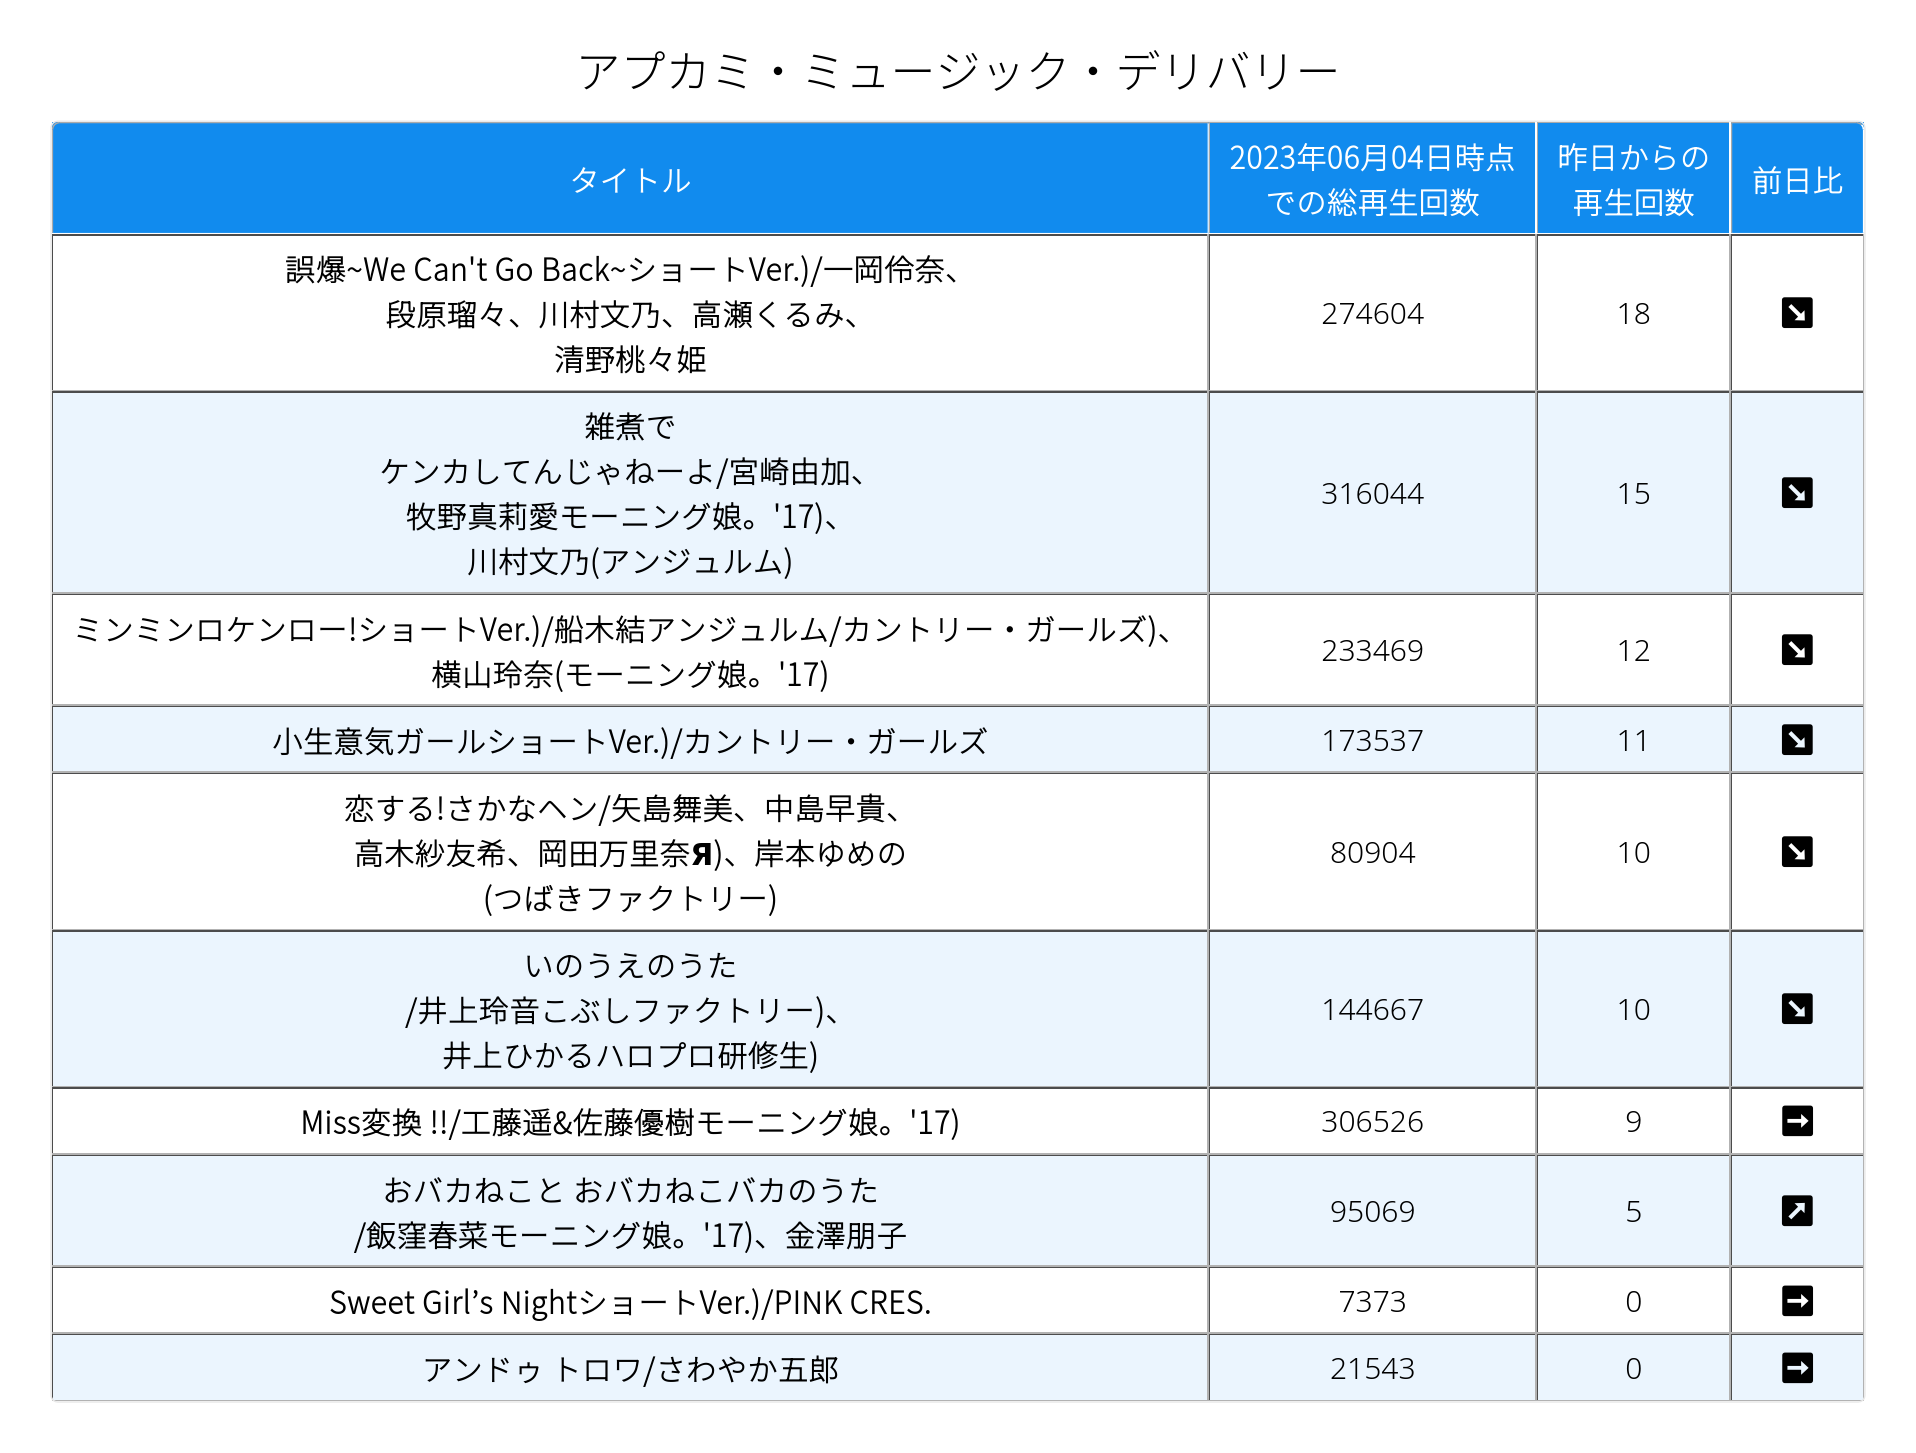 アプカミ・ミュージック・デリバリー
タイトル
2023年06月04日時点
での総再生回数
昨日からの
再生回数
前日比
誤爆~We Can't Go Back~ショートVer.)/一岡伶奈、
段原瑠々、川村文乃、高瀬くるみ、
清野桃々姫
274604
18
雑煮で
ケンカしてんじゃねーよ/宮崎由加、
牧野真莉愛モーニング娘。'17)、
川村文乃(アンジュルム)
316044
15
ミンミンロケンロー!ショートVer.)/船木結アンジュルム/カントリー・ガールズ)、
横山玲奈(モーニング娘。'17)
233469
12
小生意気ガールショートVer.)/カントリー・ガールズ
173537
11
恋する!さかなヘン/矢島舞美、中島早貴、
高木紗友希、岡田万里奈Я)、岸本ゆめの
(つばきファクトリー)
80904
10
いのうえのうた
/井上玲音こぶしファクトリー)、
井上ひかるハロプロ研修生)
144667
10
Miss変換 !!/工藤遥&佐藤優樹モーニング娘。'17)
306526
9
おバカねこと おバカねこバカのうた
/飯窪春菜モーニング娘。'17)、金澤朋子
95069
5
Sweet Girl’s NightショートVer.)/PINK CRES.
7373
0
アンドゥ トロワ/さわやか五郎
21543
0